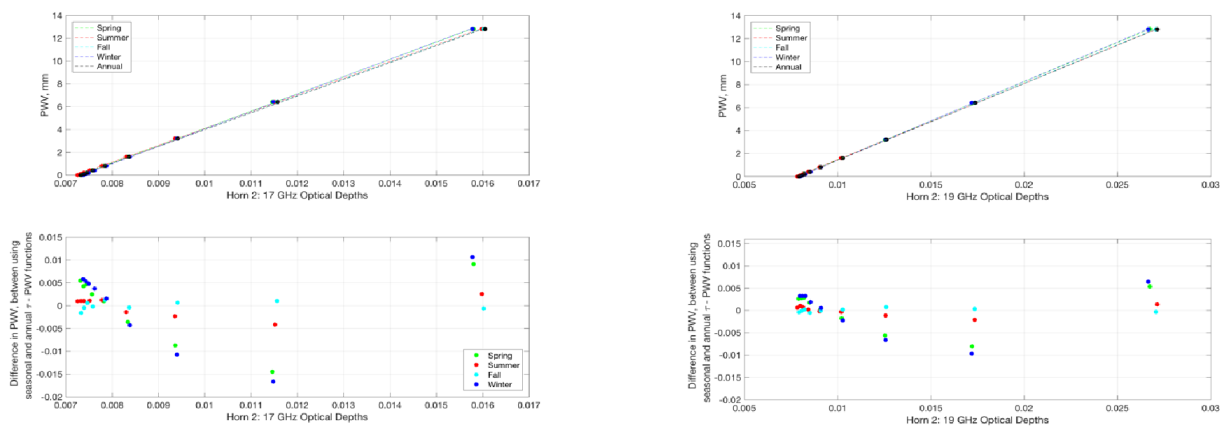 14
12
10
8
6
4
2
0
PWV, mm
Spring
Summer
Fall
Winter
Annual
0.007 0.008 0.009 0.01 0.011 0.012 0.013 0.014 0.015 0.016 0.017
Horn 2: 17 GHz Optical Depths
14
12
10
8
6
4
2
0
PWV, mm
Spring
Summer
Fall
Winter
Annual
0.005 0.01 0.015 0.02 0.025 0.03
Horn 2: 19 GHz Optical Depths
0.015
0.01
0.005
0
-0.005
-0.01
-0.015
-0.02
Difference in PWV, between using
seasonal and annual τ - PWV functions
Spring
Summer
Fall
Winter
0.007 0.008 0.009 0.01 0.011 0.012 0.013 0.014 0.015 0.016 0.017
Horn 2: 17 GHz Optical Depths
0.015
0.01
0.005
0
-0.005
-0.01
-0.015
-0.02
Difference in PWV, between using
seasonal and annual τ - PWV functions
Spring
Summer
Fall
Winter
0.005 0.01 0.015 0.02 0.025 0.03
Horn 2: 19 GHz Optical Depths